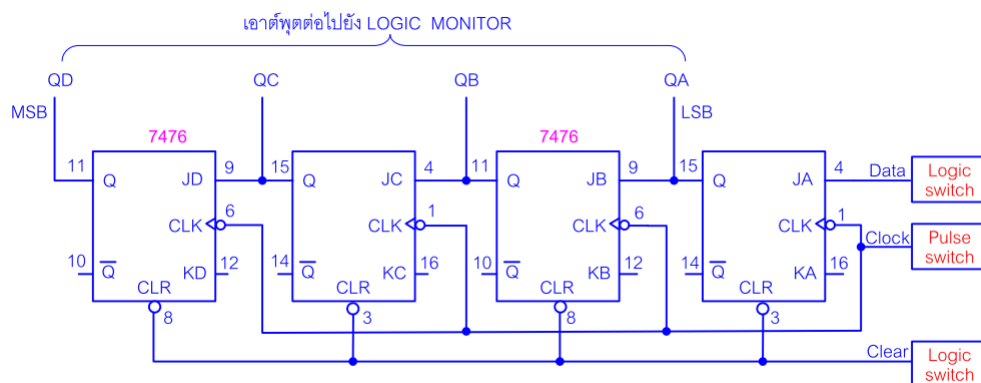 เอาต์พุตต่อไปยัง LOGIC MONITOR
QD QC QB QA
MSB LSB
7476 7476
11 Q JD 9 15 Q JC 4 11 Q JB 9 15 Q JA 4 Data Logic switch
CLK 6 CLK 1 CLK 6 CLK 1 Clock Pulse switch
10 Q̅ KD 12 14 Q̅ KC 16 10 Q̅ KB 12 14 Q̅ KA 16
CLR CLR CLR CLR
8 3 8 3 Clear Logic switch